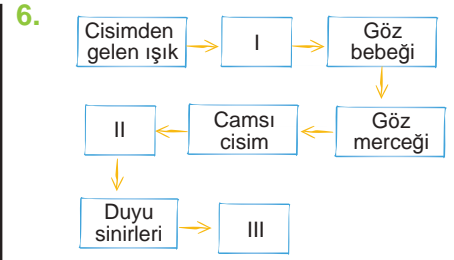 6.
Cisimden
gelen ışık
I
Göz
bebeği
Göz
merceği
Camsı
cisim
II
Duyu
sinirleri
III